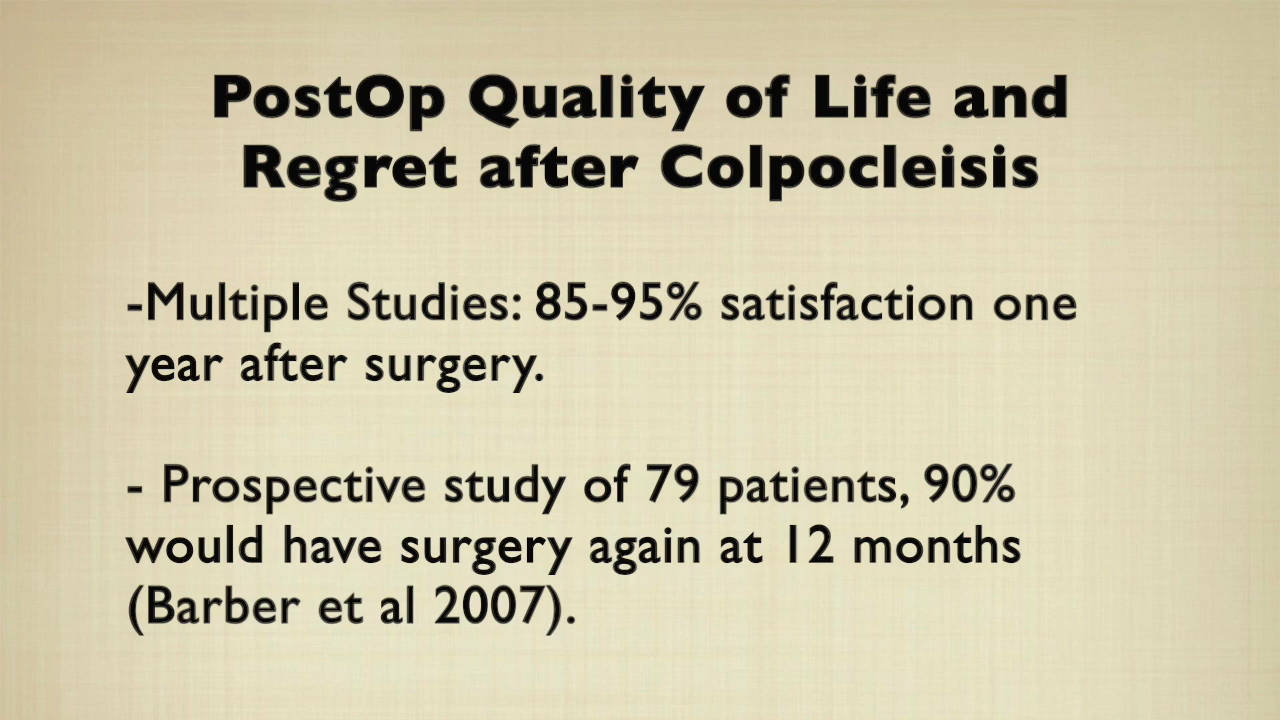 PostOp Quality of Life and
Regret after Colpocleisis
-Multiple Studies: 85-95% satisfaction one
year after surgery.
- Prospective study of 79 patients, 90%
would have surgery again at 12 months
(Barber et al 2007).